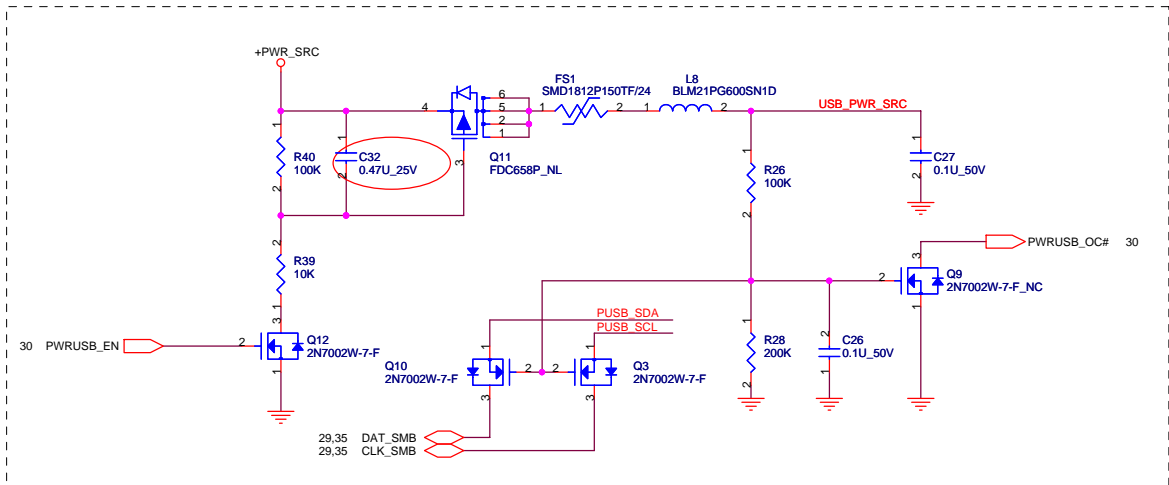 +PWR_SRC
FS1
SMD1812P150TF/24
L8
BLM21PG600SN1D
USB_PWR_SRC
4
6
5
2
1
3
Q11
FDC658P_NL
1
2
1
2
1
R40
100K
2
1
C32
0.47U_25V
2
1
R26
100K
2
1
C27
0.1U_50V
2
PWRUSB_OC# 30
2
R39
10K
1
3
2
Q9
2N7002W-7-F_NC
1
PUSB_SDA
PUSB_SCL
30 PWRUSB_EN
2
3
Q12
2N7002W-7-F
1
Q10
2N7002W-7-F
1
2
3
1
2
3
Q3
2N7002W-7-F
1
R28
200K
2
2
C26
0.1U_50V
1
29,35 DAT_SMB
29,35 CLK_SMB